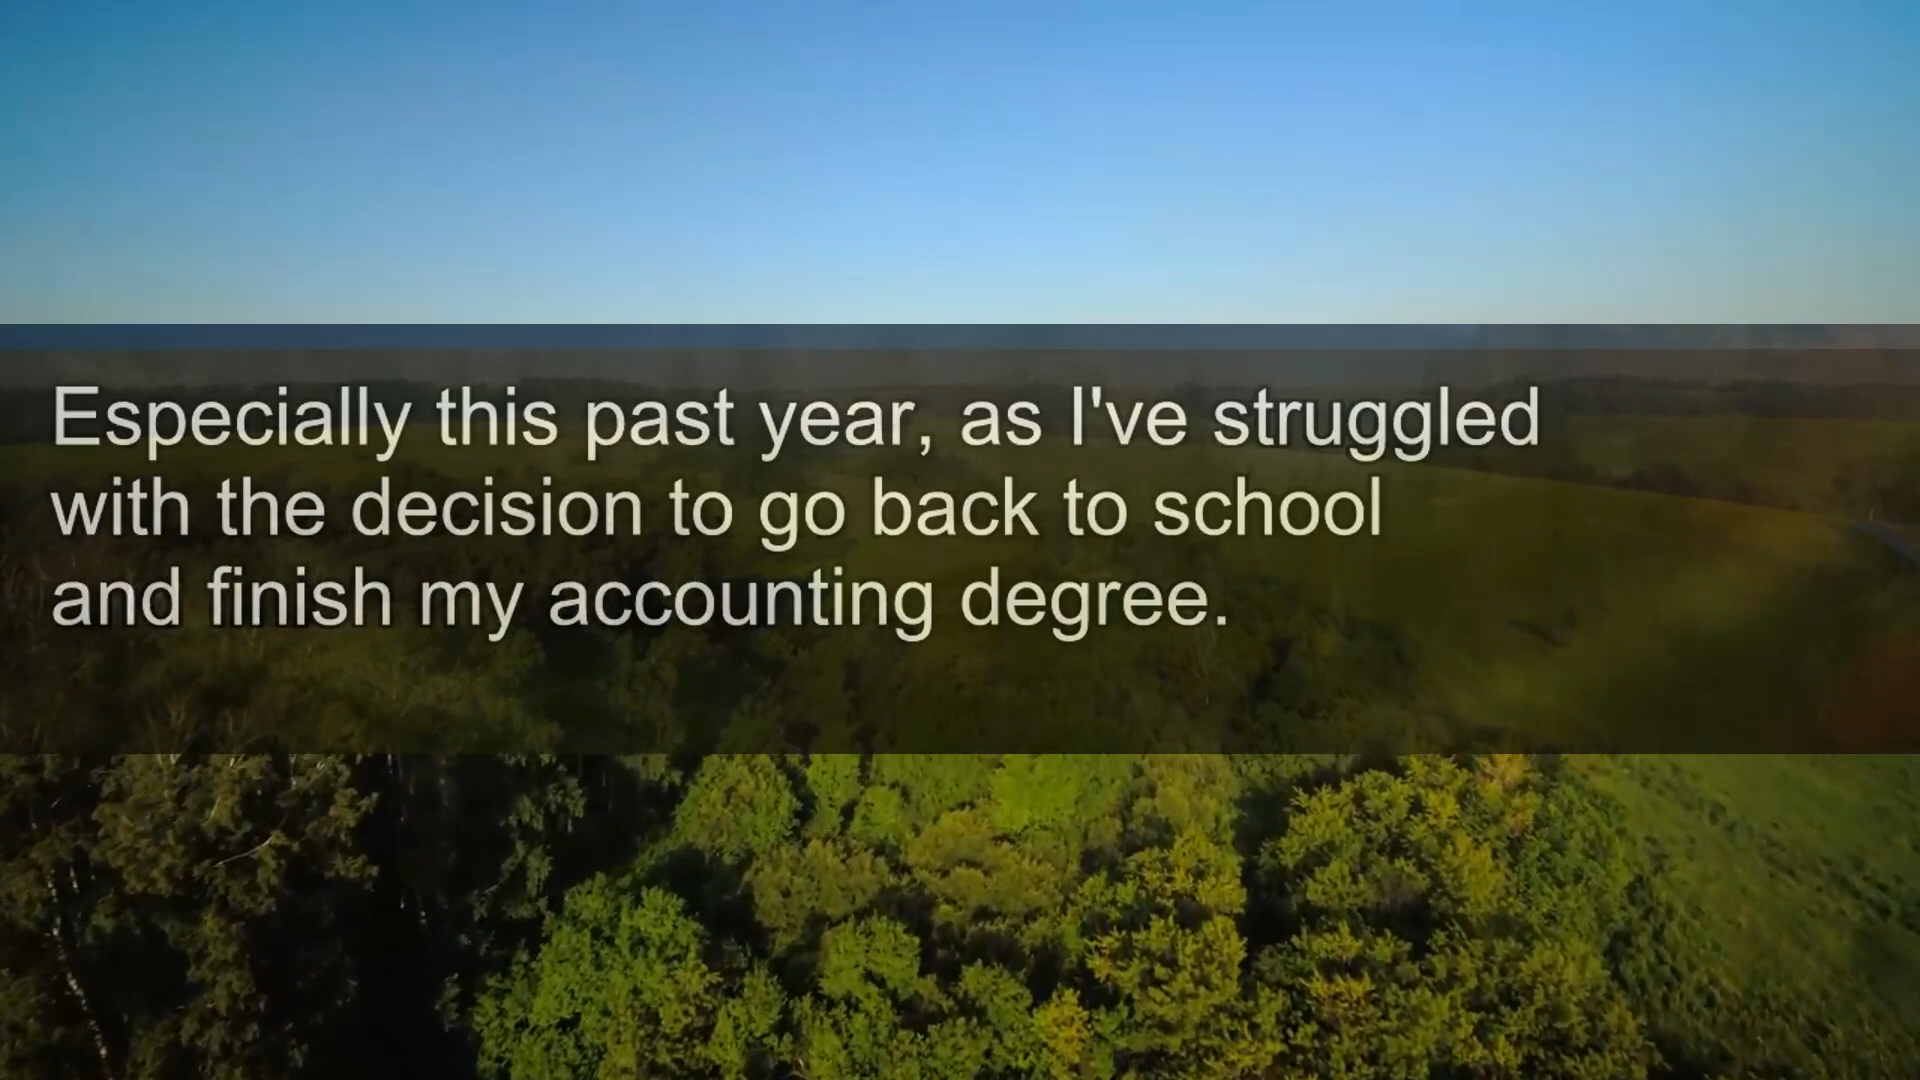 Especially this past year, as I've struggled
with the decision to go back to school
and finish my accounting degree.